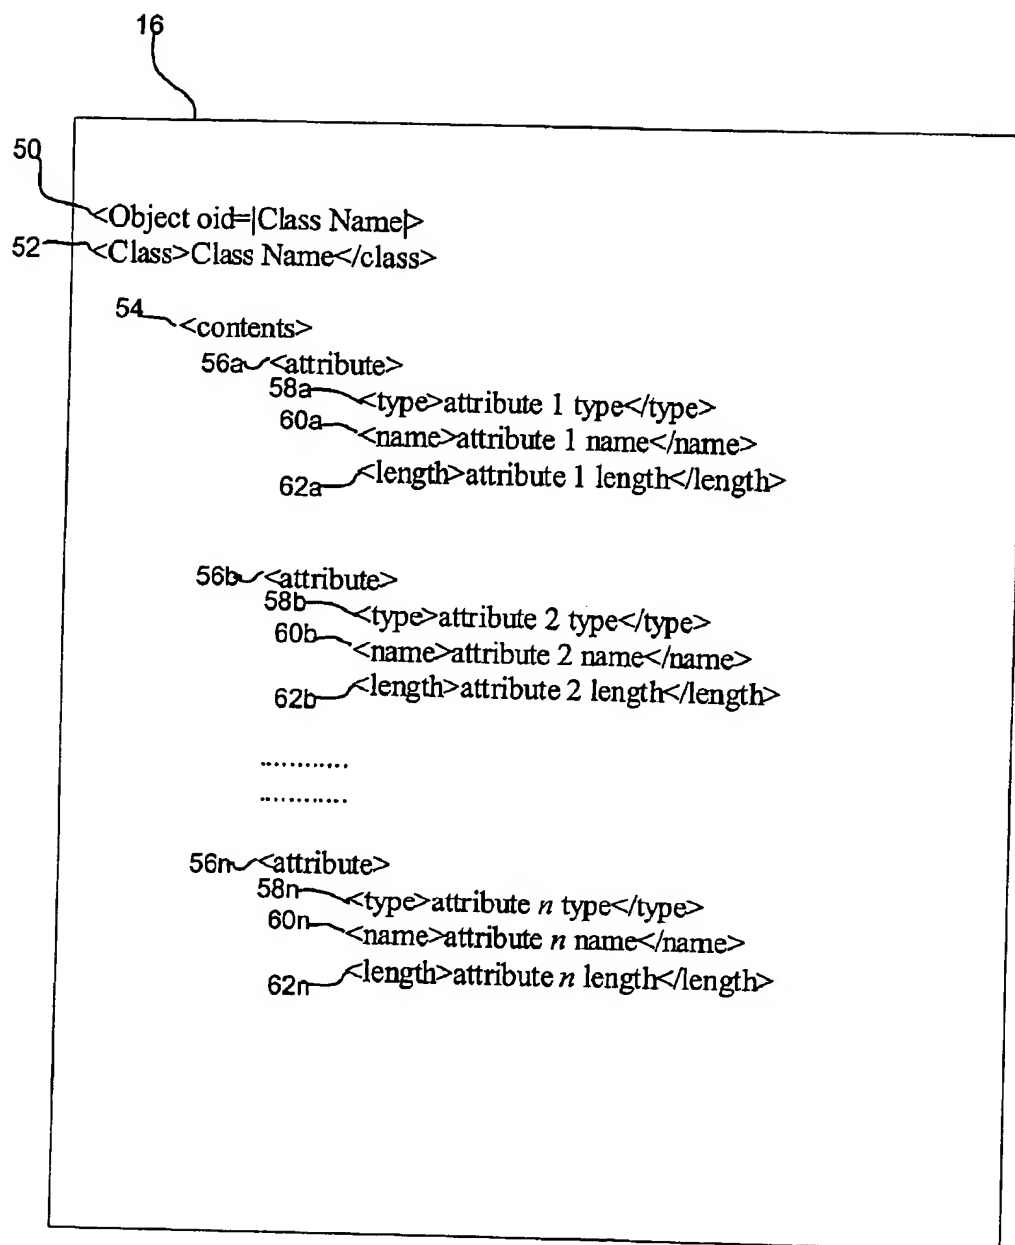 16
50
<Object oid=|Class Name|>
52 <Class>Class Name</class>
54 <contents>
56a <attribute>
58a <type>attribute 1 type</type>
60a <name>attribute 1 name</name>
62a <length>attribute 1 length</length>
56b <attribute>
58b <type>attribute 2 type</type>
60b <name>attribute 2 name</name>
62b <length>attribute 2 length</length>
............
............
56n <attribute>
58n <type>attribute n type</type>
60n <name>attribute n name</name>
62n <length>attribute n length</length>